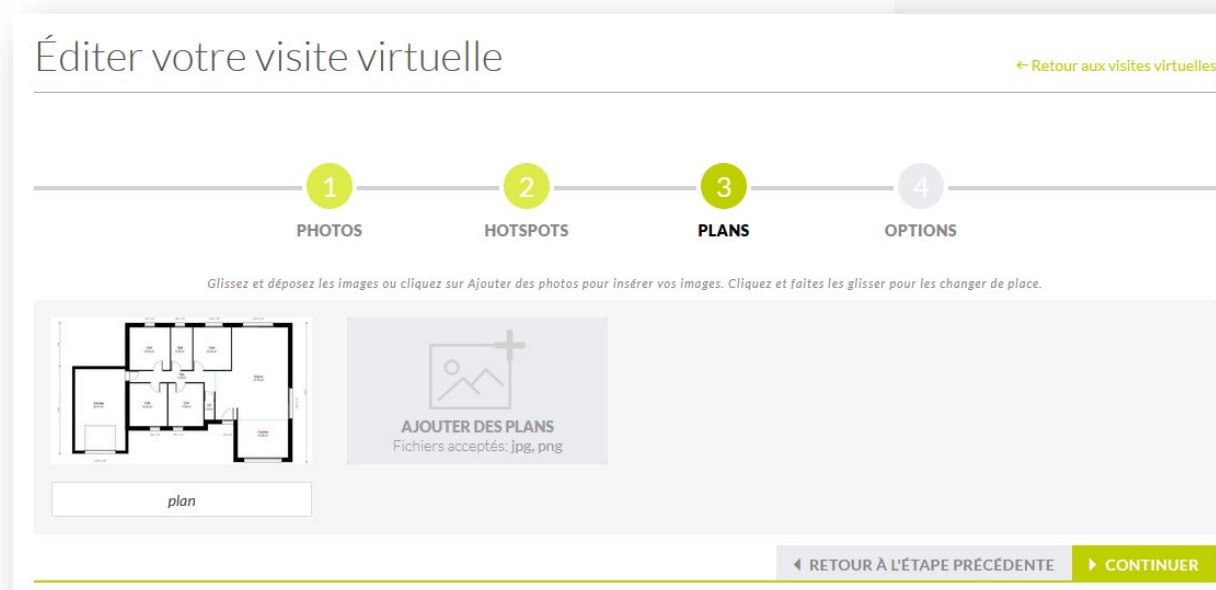 Éditer votre visite virtuelle
← Retour aux visites virtuelles
1
2
3
4
PHOTOS
HOTSPOTS
PLANS
OPTIONS
Glissez et déposez les images ou cliquez sur Ajouter des photos pour insérer vos images. Cliquez et faites les glisser pour les changer de place.
AJOUTER DES PLANS
Fichiers acceptés: jpg, png
plan
RETOUR À L'ÉTAPE PRÉCÉDENTE
CONTINUER